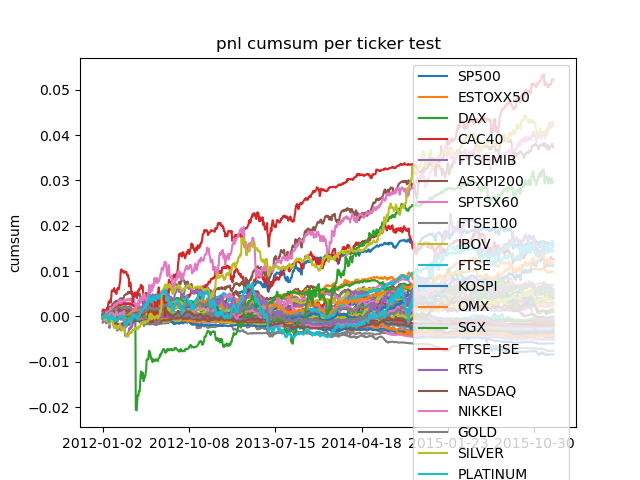 pnl cumsum per ticker test
cumsum
0.05
0.04
0.03
0.02
0.01
0.00
−0.01
−0.02
2012-01-02 2012-10-08 2013-07-15 2014-04-18 2015-01-23 2015-10-30
SP500
ESTOXX50
DAX
CAC40
FTSEMIB
ASXPI200
SPTSX60
FTSE100
IBOV
FTSE
KOSPI
OMX
SGX
FTSE_JSE
RTS
NASDAQ
NIKKEI
GOLD
SILVER
PLATINUM